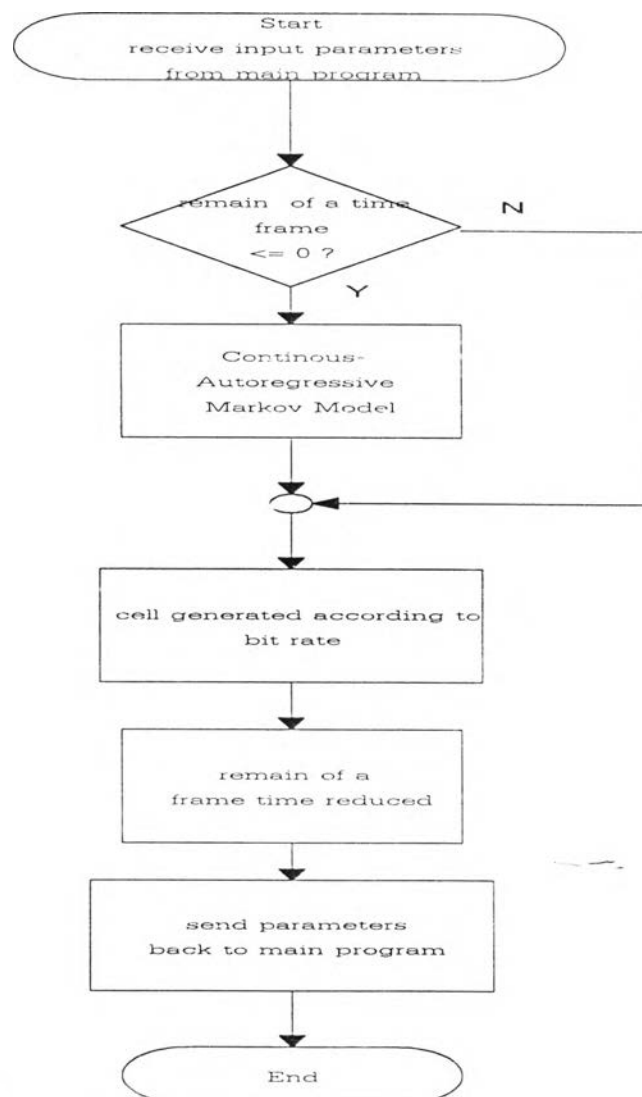 Start
receive input parameters
from main program
remain of a time
frame
<= 0 ?
N
Y
Continous-
Autoregressive
Markov Model
cell generated according to
bit rate
remain of a
frame time reduced
send parameters
back to main program
End